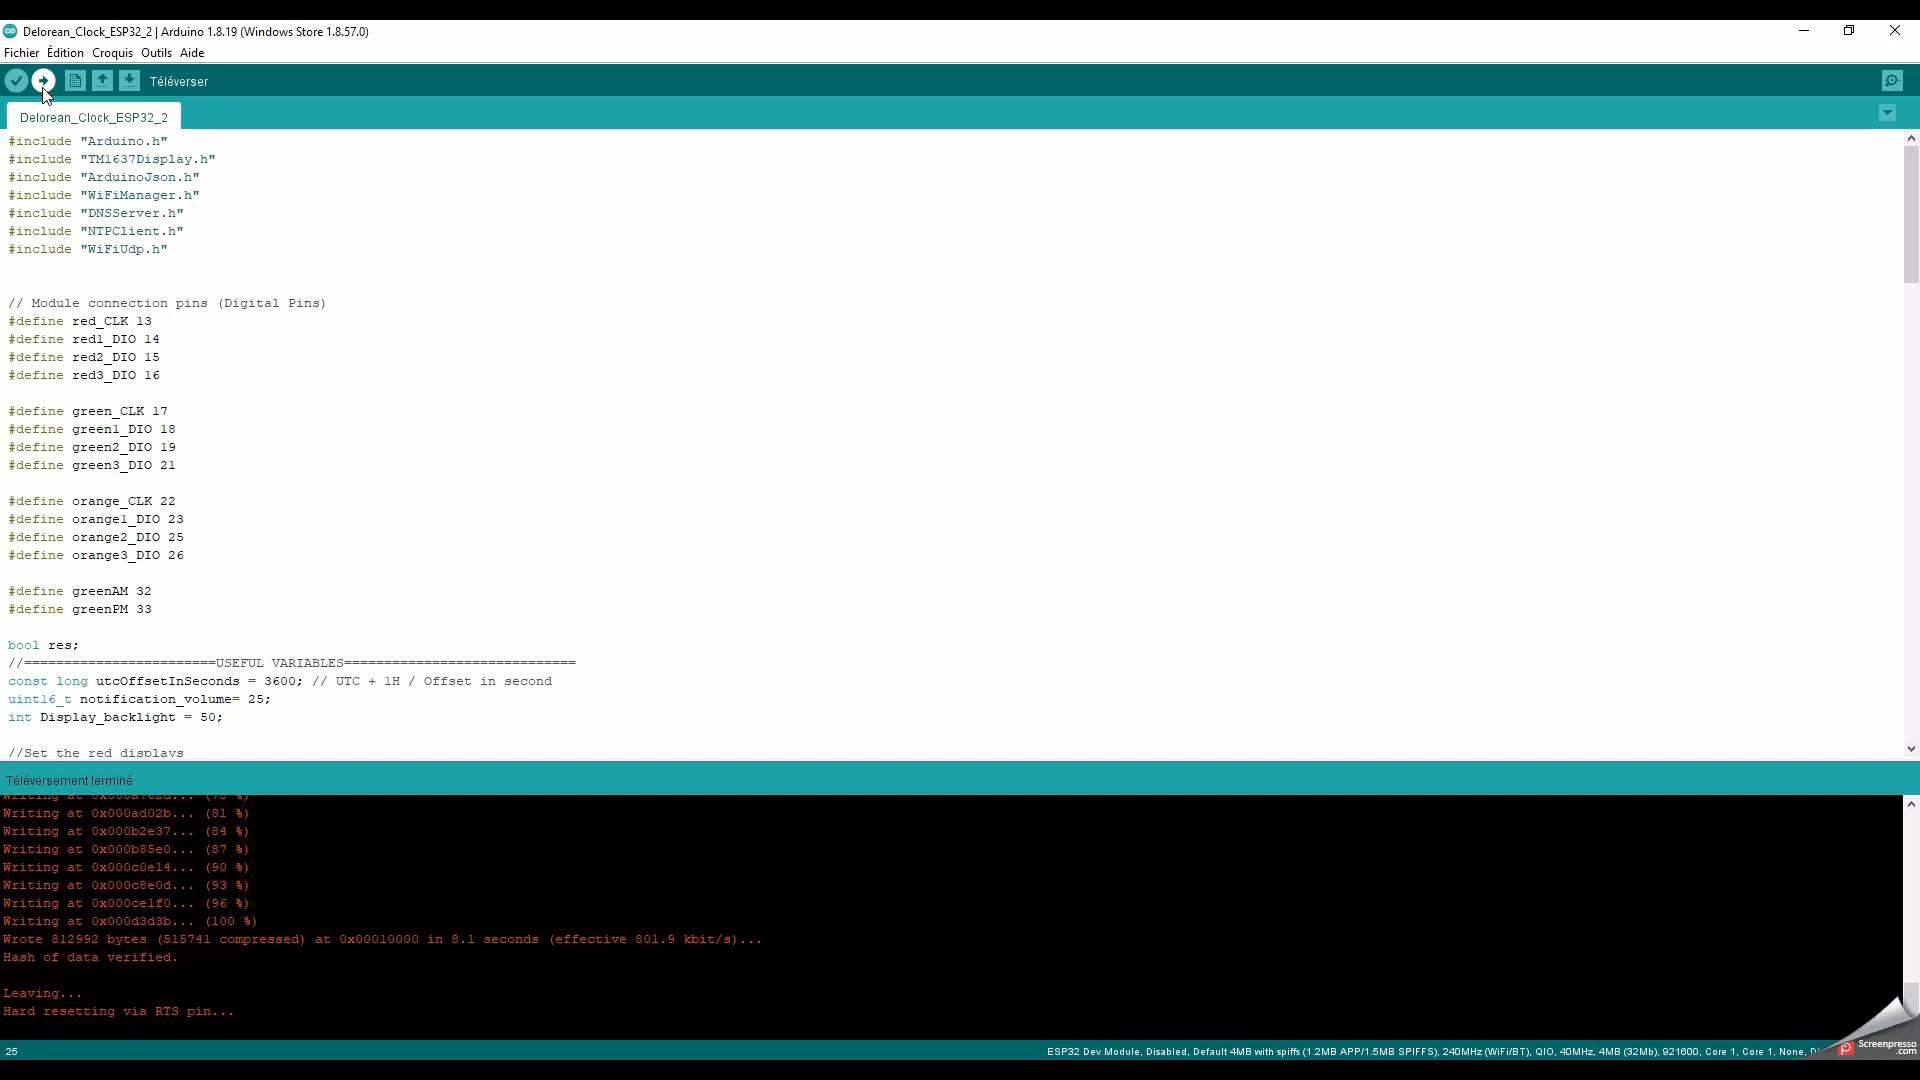 Delorean_Clock_ESP32_2 | Arduino 1.8.19 (Windows Store 1.8.57.0)
Fichier Édition Croquis Outils Aide
Téléverser
Delorean_Clock_ESP32_2
#include "Arduino.h"
#include "TM1637Display.h"
#include "ArduinoJson.h"
#include "WiFiManager.h"
#include "DNSServer.h"
#include "NTPClient.h"
#include "WiFiUdp.h"
// Module connection pins (Digital Pins)
#define red_CLK 13
#define red1_DIO 14
#define red2_DIO 15
#define red3_DIO 16
#define green_CLK 17
#define green1_DIO 18
#define green2_DIO 19
#define green3_DIO 21
#define orange_CLK 22
#define orange1_DIO 23
#define orange2_DIO 25
#define orange3_DIO 26
#define greenAM 32
#define greenPM 33
bool res;
//========================USEFUL VARIABLES=============================
const long utcOffsetInSeconds = 3600; // UTC + 1H / Offset in second
uint16_t notification_volume= 25;
int Display_backlight = 50;
//Set the red displays
Téléversement terminé
Writing at 0x000a762d... (78 %)
Writing at 0x000ad02b... (81 %)
Writing at 0x000b2e37... (84 %)
Writing at 0x000b85e0... (87 %)
Writing at 0x000c0e14... (90 %)
Writing at 0x000c8e0d... (93 %)
Writing at 0x000ce1f0... (96 %)
Writing at 0x000d3d3b... (100 %)
Wrote 812992 bytes (515741 compressed) at 0x00010000 in 8.1 seconds (effective 801.9 kbit/s)...
Hash of data verified.
Leaving...
Hard resetting via RTS pin...
25
ESP32 Dev Module, Disabled, Default 4MB with spiffs (1.2MB APP/1.5MB SPIFFS), 240MHz (WiFi/BT), QIO, 40MHz, 4MB (32Mb), 921600, Core 1, Core 1, None,
Screenpresso
.com